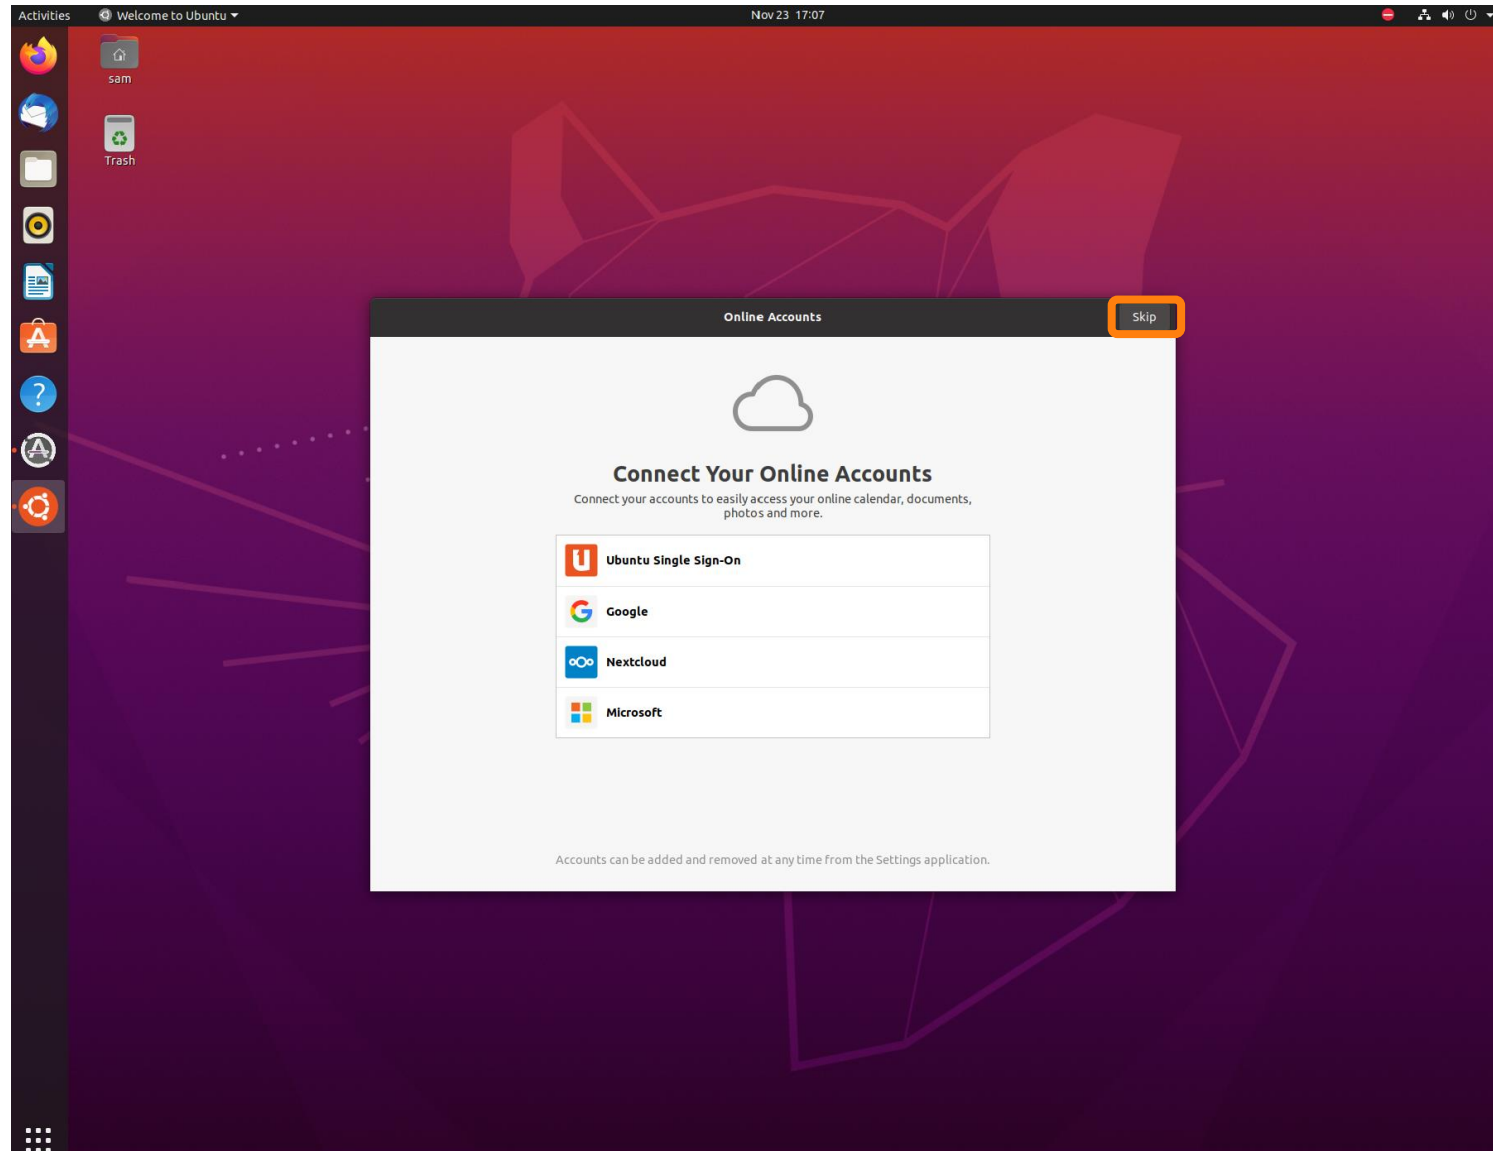 Activities
Welcome to Ubuntu
Nov 23 17:07
sam
Trash
Online Accounts
Skip
Connect Your Online Accounts
Connect your accounts to easily access your online calendar, documents,
photos and more.
Ubuntu Single Sign-On
Google
Nextcloud
Microsoft
Accounts can be added and removed at any time from the Settings application.